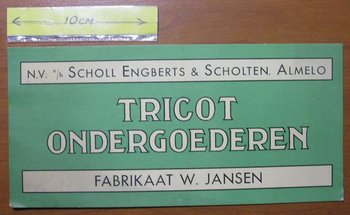 10CM
N.V. v/h SCHOLL ENGBERTS & SCHOLTEN. ALMELO
TRICOT
ONDERGOEDEREN
FABRIKAAT W. JANSEN